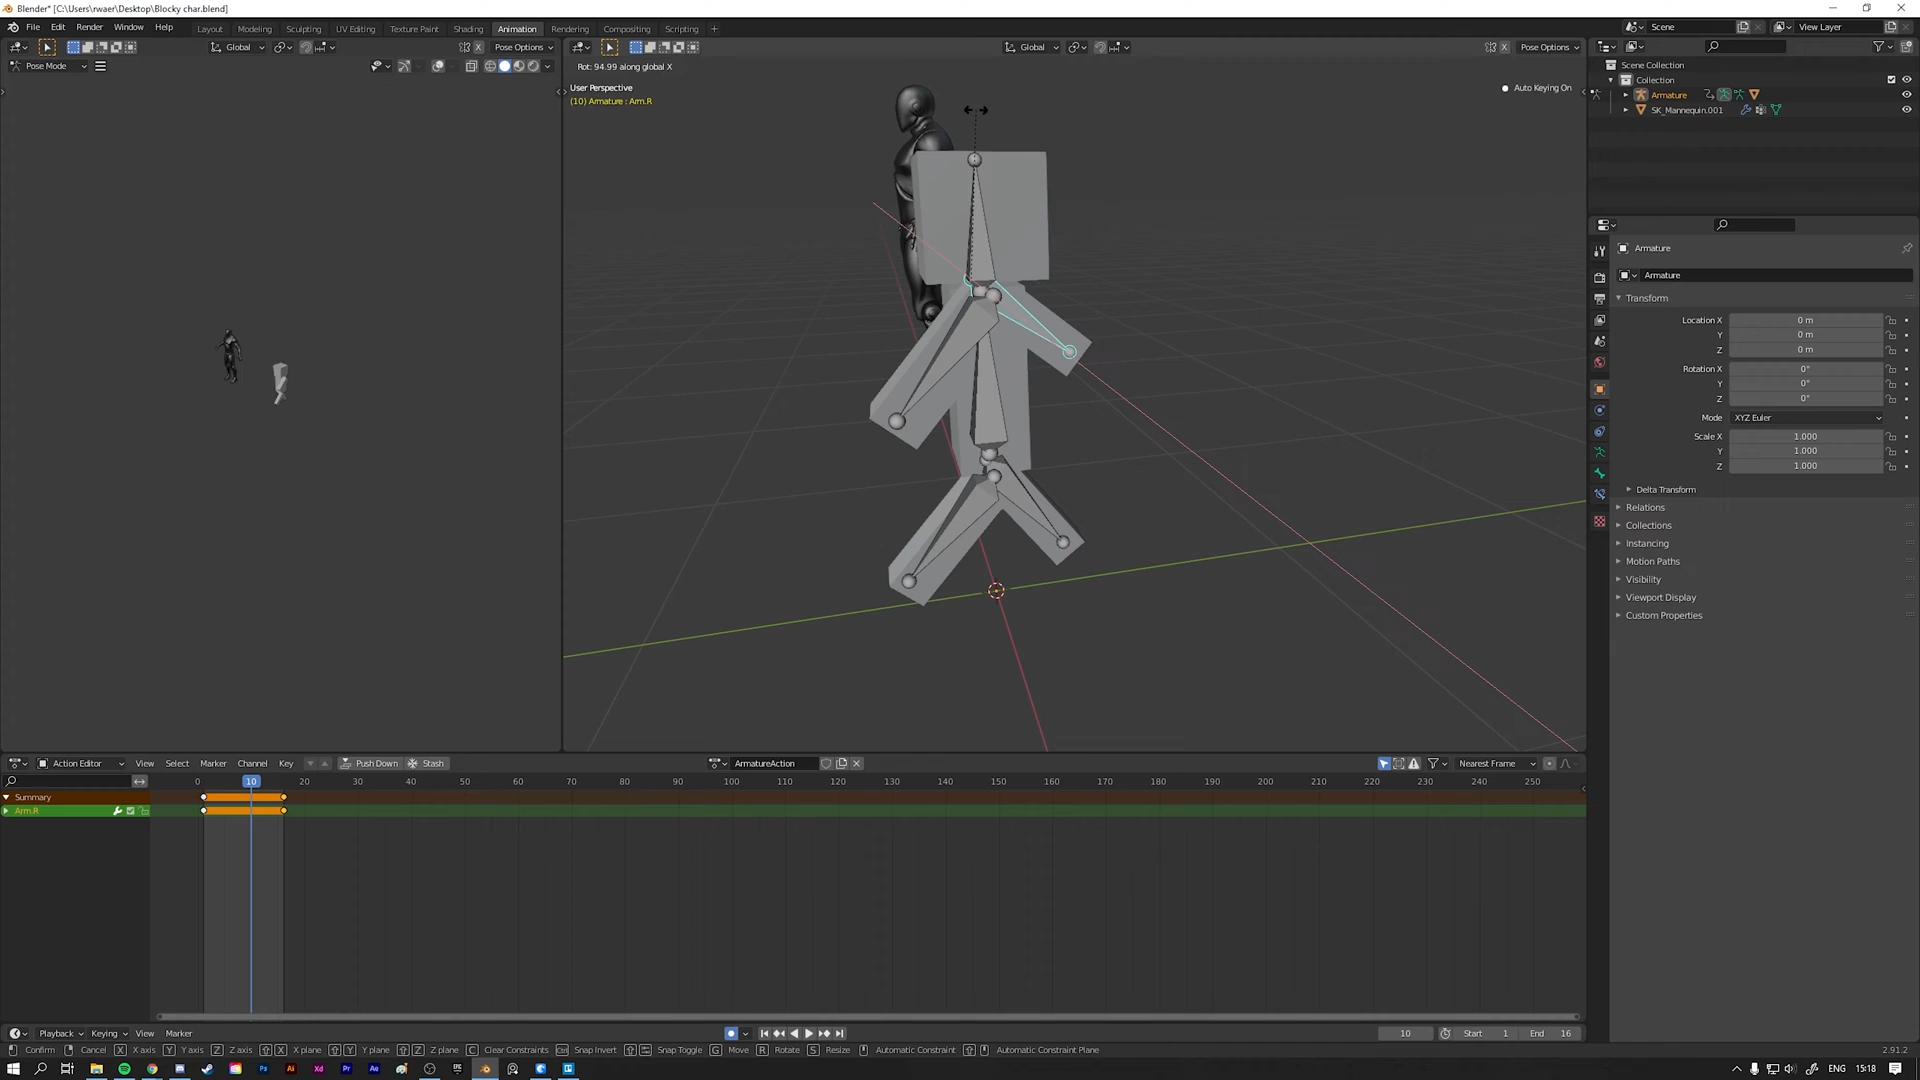 Blender* [C:\Users\rwaer\Desktop\Blocky char.blend]
File Edit Render Window Help
Layout Modeling Sculpting UV Editing Texture Paint Shading Animation Rendering Compositing Scripting +
Scene
View Layer
Global
Pose Options
Global
X
Pose Options
Pose Mode
Rot: 94.99 along global X
User Perspective
(10) Armature : Arm.R
Auto Keying On
Scene Collection
Collection
Armature
SK_Mannequin.001
Armature
Armature
Transform
Location X 0 m
Y 0 m
Z 0 m
Rotation X 0°
Y 0°
Z 0°
Mode XYZ Euler
Scale X 1.000
Y 1.000
Z 1.000
Delta Transform
Relations
Collections
Instancing
Motion Paths
Visibility
Viewport Display
Custom Properties
Action Editor View Select Marker Channel Key Push Down Stash ArmatureAction Nearest Frame
0 10 20 30 40 50 60 70 80 90 100 110 120 130 140 150 160 170 180 190 200 210 220 230 240 250
Summary
Arm.R
Playback Keying View Marker 10 Start 1 End 16
Confirm Cancel X X axis Y Y axis Z Z axis X X plane Y Y plane Z Z plane C Clear Constraints Ctrl Snap Invert Snap Toggle G Move R Rotate S Resize Automatic Constraint Automatic Constraint Plane 2.91.2
Ps Ai Xd Pr Ae EPIC ENG 15:18